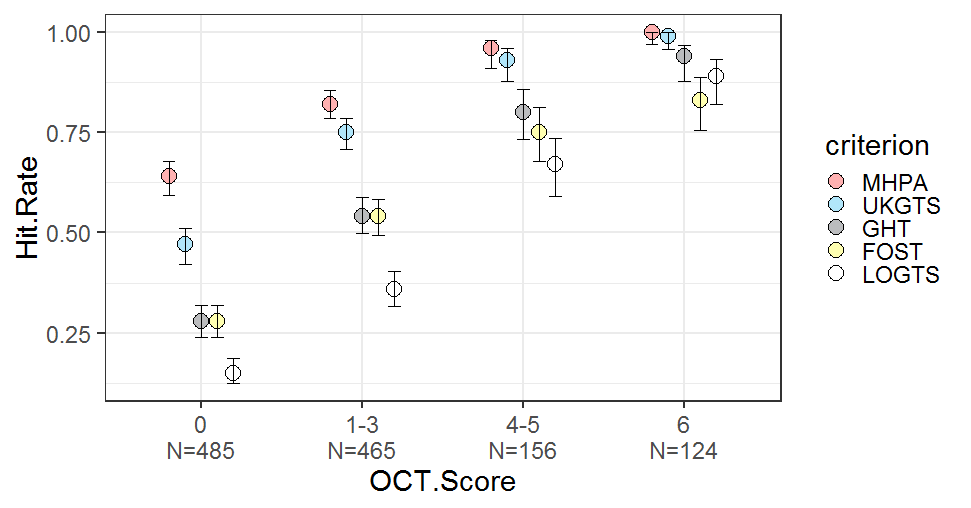 1.00
0.75
0.50
0.25
Hit.Rate
0
N=485
1-3
N=465
4-5
N=156
6
N=124
OCT.Score
criterion
MHPA
UKGTS
GHT
FOST
LOGTS